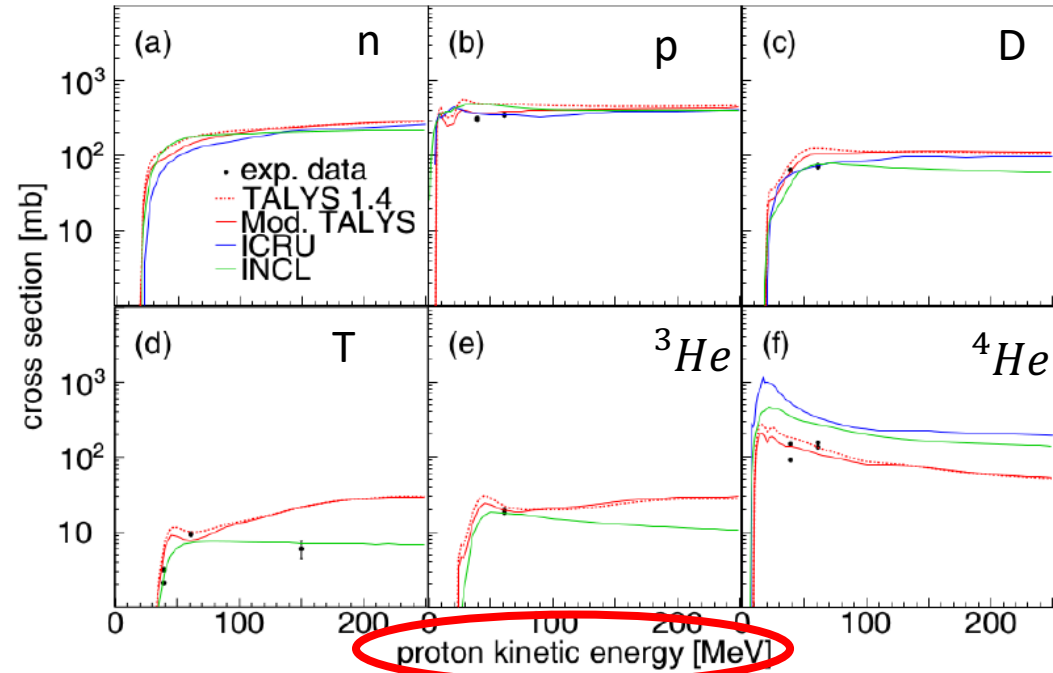 (a) n (b) p (c) D
10³
10²
10
exp. data
TALYS 1.4
Mod. TALYS
ICRU
INCL
cross section [mb]
(d) T (e) ³He (f) ⁴He
10³
10²
10
0 100 200 0 100 200 0 100 200
proton kinetic energy [MeV]